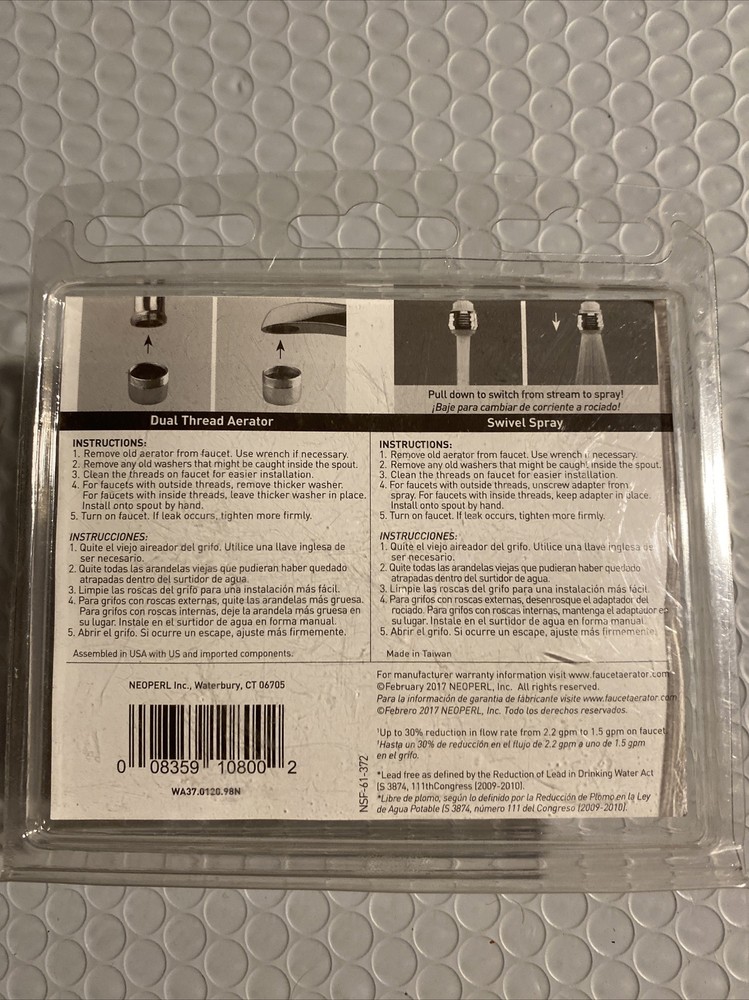 Pull down to switch from stream to spray!
¡Baje para cambiar de corriente a rociado!
Dual Thread Aerator
INSTRUCTIONS:
1. Remove old aerator from faucet. Use wrench if necessary.
2. Remove any old washers that might be caught inside the spout.
3. Clean the threads on faucet for easier installation.
4. For faucets with outside threads, remove thicker washer.
For faucets with inside threads, leave thicker washer in place.
Install onto spout by hand.
5. Turn on faucet. If leak occurs, tighten more firmly.
INSTRUCCIONES:
1. Quite el viejo aireador del grifo. Utilice una llave inglesa de
ser necesario.
2. Quite todas las arandelas viejas que pudieran haber quedado
atrapadas dentro del surtidor de agua.
3. Limpie las roscas del grifo para una instalación más fácil.
4. Para grifos con roscas externas, quite las arandelas más gruesa.
Para grifos con roscas internas, deje la arandela más gruesa en
su lugar. Instale en el surtidor de agua en forma manual.
5. Abrir el grifo. Si ocurre un escape, ajuste más firmemente.
Assembled in USA with US and imported components.
Swivel Spray
INSTRUCTIONS:
1. Remove old aerator from faucet. Use wrench if necessary.
2. Remove any old washers that might be caught inside the spout.
3. Clean the threads on faucet for easier installation.
4. For faucets with outside threads, unscrew adapter from
spray. For faucets with inside threads, keep adapter in place.
Install onto spout by hand.
5. Turn on faucet. If leak occurs, tighten more firmly.
INSTRUCCIONES:
1. Quite el viejo aireador del grifo. Utilice una llave inglesa de
ser necesario.
2. Quite todas las arandelas viejas que pudieran haber quedado
atrapadas dentro del surtidor de agua.
3. Limpie las roscas del grifo para una instalación más fácil.
4. Para grifos con roscas externas, desenrosque el adaptador del
rociado. Para grifos con roscas internas, mantenga el adaptador en
su lugar. Instale en el surtidor de agua en forma manual.
5. Abrir el grifo. Si ocurre un escape, ajuste más firmemente.
Made in Taiwan
NEOPERL Inc., Waterbury, CT 06705
0 08359 10800 2
WA37.0120.98N
NSF-61-372
For manufacturer warranty information visit www.faucetaerator.com
©February 2017 NEOPERL, Inc. All rights reserved.
Para la información de garantia de fábricante visite www.faucetaerator.com
©Febrero 2017 NEOPERL, Inc. Todo los derechos reservados.
¹Up to 30% reduction in flow rate from 2.2 gpm to 1.5 gpm on faucet.
¹Hasta un 30% de reducción en el flujo de 2.2 gpm a uno de 1.5 gpm
en el grifo.
*Lead free as defined by the Reduction of Lead in Drinking Water Act
(S 3874, 111thCongress (2009-2010).
*Libre de plomo, según lo definido por la Reducción de Plomo en la Ley
de Agua Potable (S 3874, número 111 del Congreso (2009-2010).